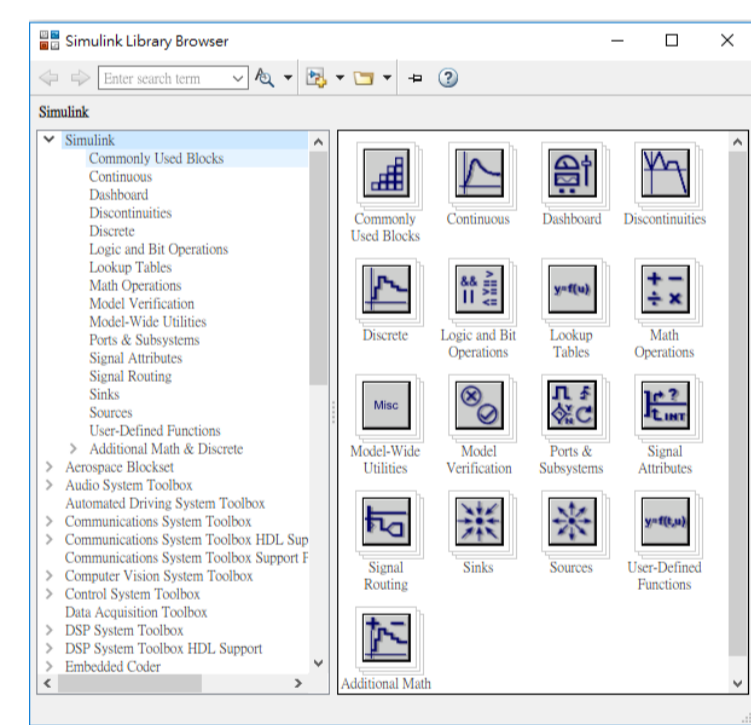 Simulink Library Browser
Enter search term
Simulink
Simulink
Commonly Used Blocks
Continuous
Dashboard
Discontinuities
Discrete
Logic and Bit Operations
Lookup Tables
Math Operations
Model Verification
Model-Wide Utilities
Ports & Subsystems
Signal Attributes
Signal Routing
Sinks
Sources
User-Defined Functions
Additional Math & Discrete
Aerospace Blockset
Audio System Toolbox
Automated Driving System Toolbox
Communications System Toolbox
Communications System Toolbox HDL Sup
Communications System Toolbox Support F
Computer Vision System Toolbox
Control System Toolbox
Data Acquisition Toolbox
DSP System Toolbox
DSP System Toolbox HDL Support
Embedded Coder
Commonly
Used Blocks
Continuous
Dashboard
Discontinuities
Discrete
&& >
|| >=
==
<=
Logic and Bit
Operations
y=f(u)
Lookup
Tables
+ −
÷ ×
Math
Operations
Misc
Model-Wide
Utilities
Model
Verification
Y
N
Ports &
Subsystems
?
INT
Signal
Attributes
Signal
Routing
Sinks
Sources
y=f(t,u)
User-Defined
Functions
+
−
Additional Math